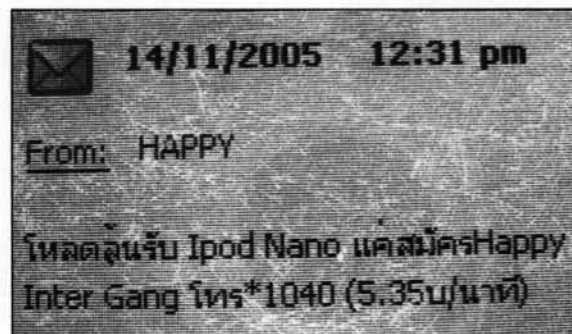 14/11/2005 12:31 pm
From: HAPPY
โหลดลุ้นรับ Ipod Nano แค่สมัครHappy
Inter Gang โทร*1040 (5.35บ/นาที)